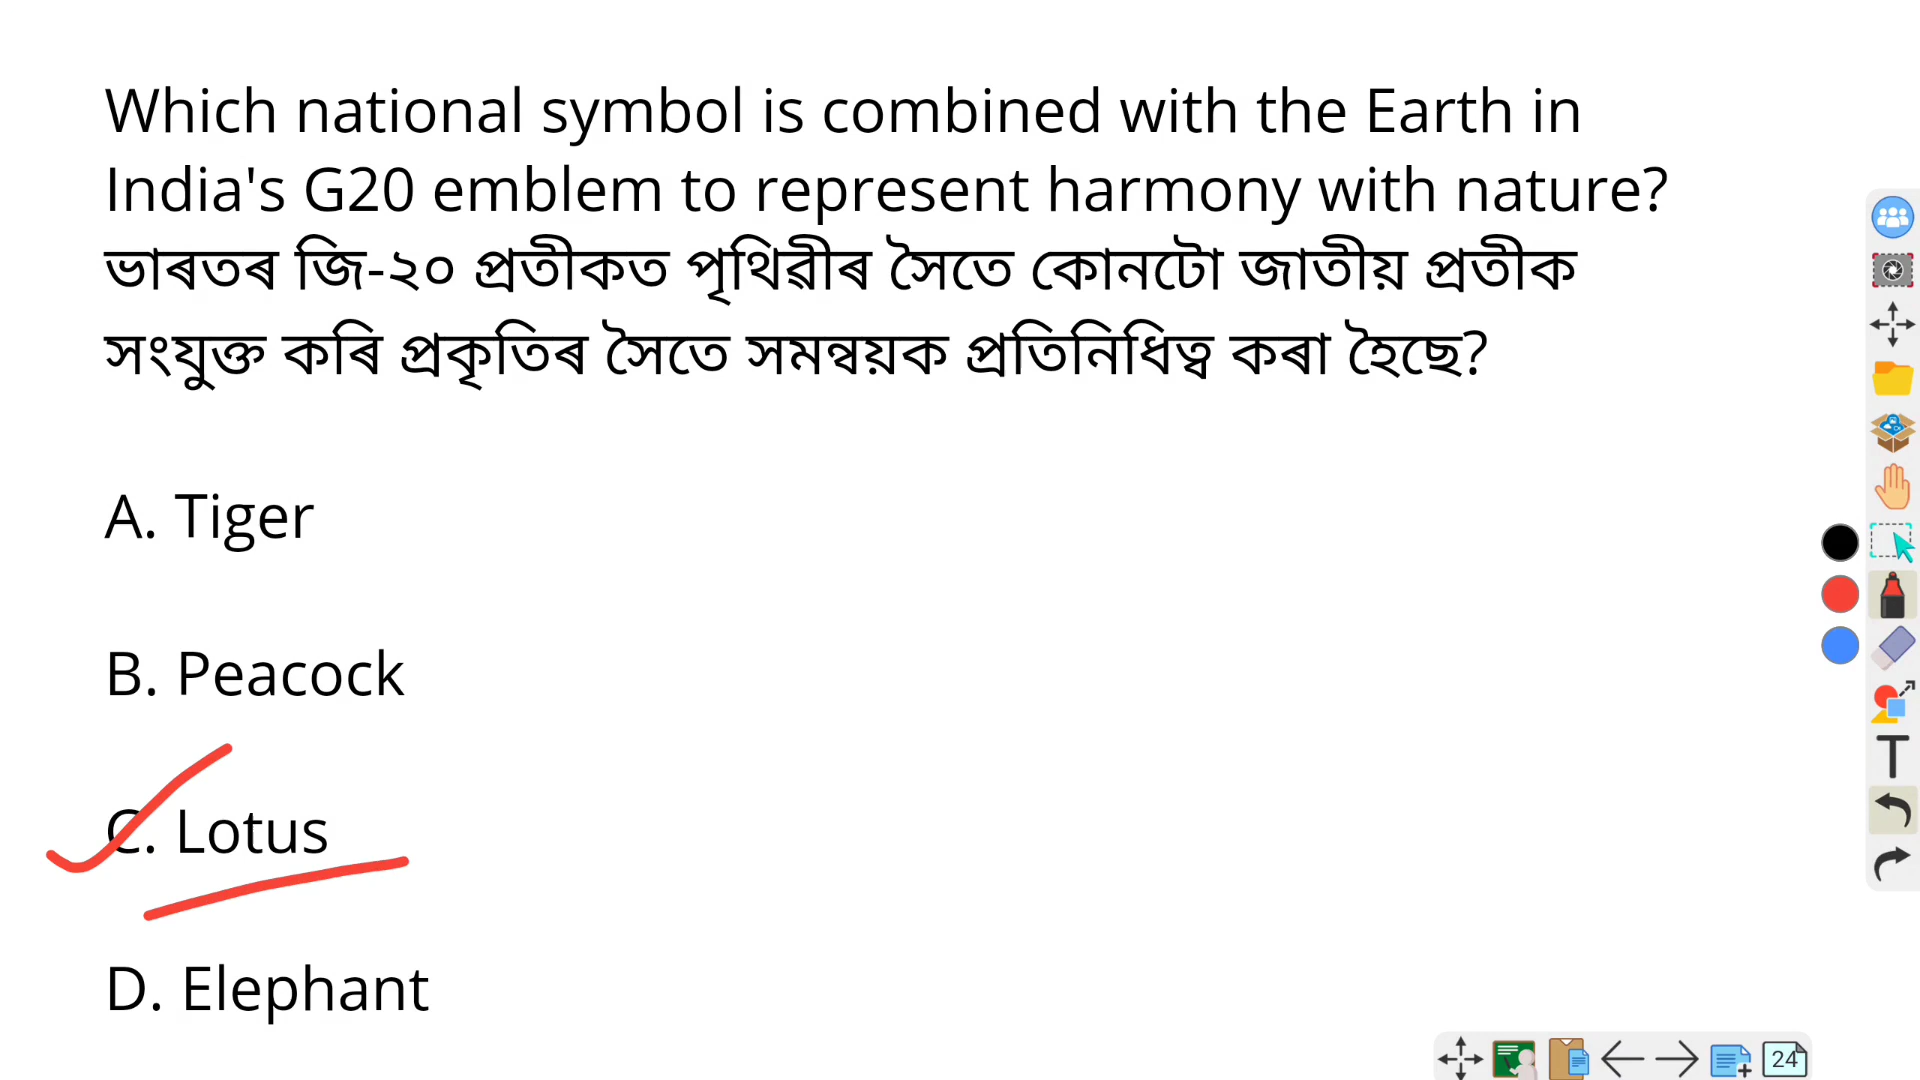 Which national symbol is combined with the Earth in
India's G20 emblem to represent harmony with nature?
ভাৰতৰ জি-২০ প্ৰতীকত পৃথিৱীৰ সৈতে কোনটো জাতীয় প্ৰতীক
সংযুক্ত কৰি প্ৰকৃতিৰ সৈতে সমন্বয়ক প্ৰতিনিধিত্ব কৰা হৈছে?
A. Tiger
B. Peacock
C. Lotus
D. Elephant
T
24